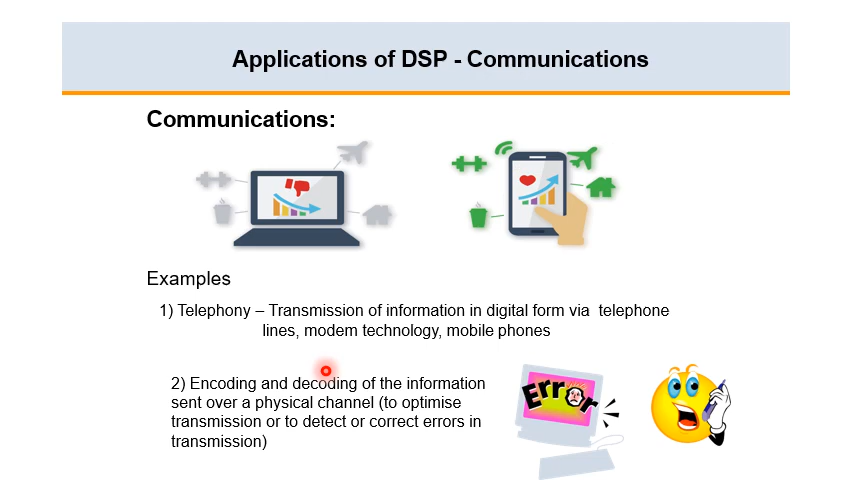 Applications of DSP - Communications
Communications:
Examples
1) Telephony – Transmission of information in digital form via telephone
lines, modem technology, mobile phones
2) Encoding and decoding of the information
sent over a physical channel (to optimise
transmission or to detect or correct errors in
transmission)
Error